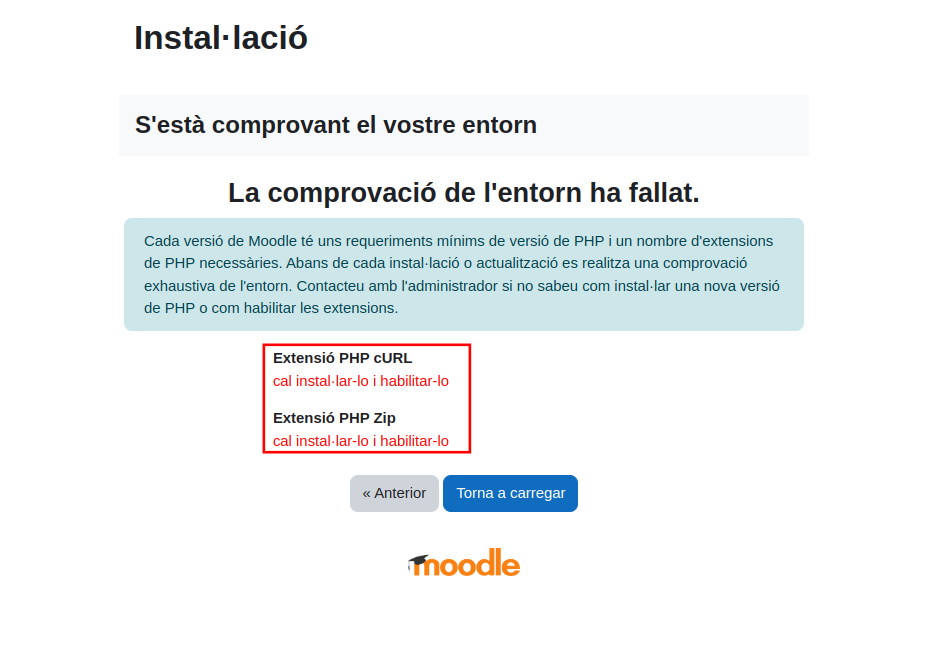 Instal·lació
S'està comprovant el vostre entorn
La comprovació de l'entorn ha fallat.
Cada versió de Moodle té uns requeriments mínims de versió de PHP i un nombre d'extensions
de PHP necessàries. Abans de cada instal·lació o actualització es realitza una comprovació
exhaustiva de l'entorn. Contacteu amb l'administrador si no sabeu com instal·lar una nova versió
de PHP o com habilitar les extensions.
Extensió PHP cURL
cal instal·lar-lo i habilitar-lo
Extensió PHP Zip
cal instal·lar-lo i habilitar-lo
« Anterior Torna a carregar
moodle